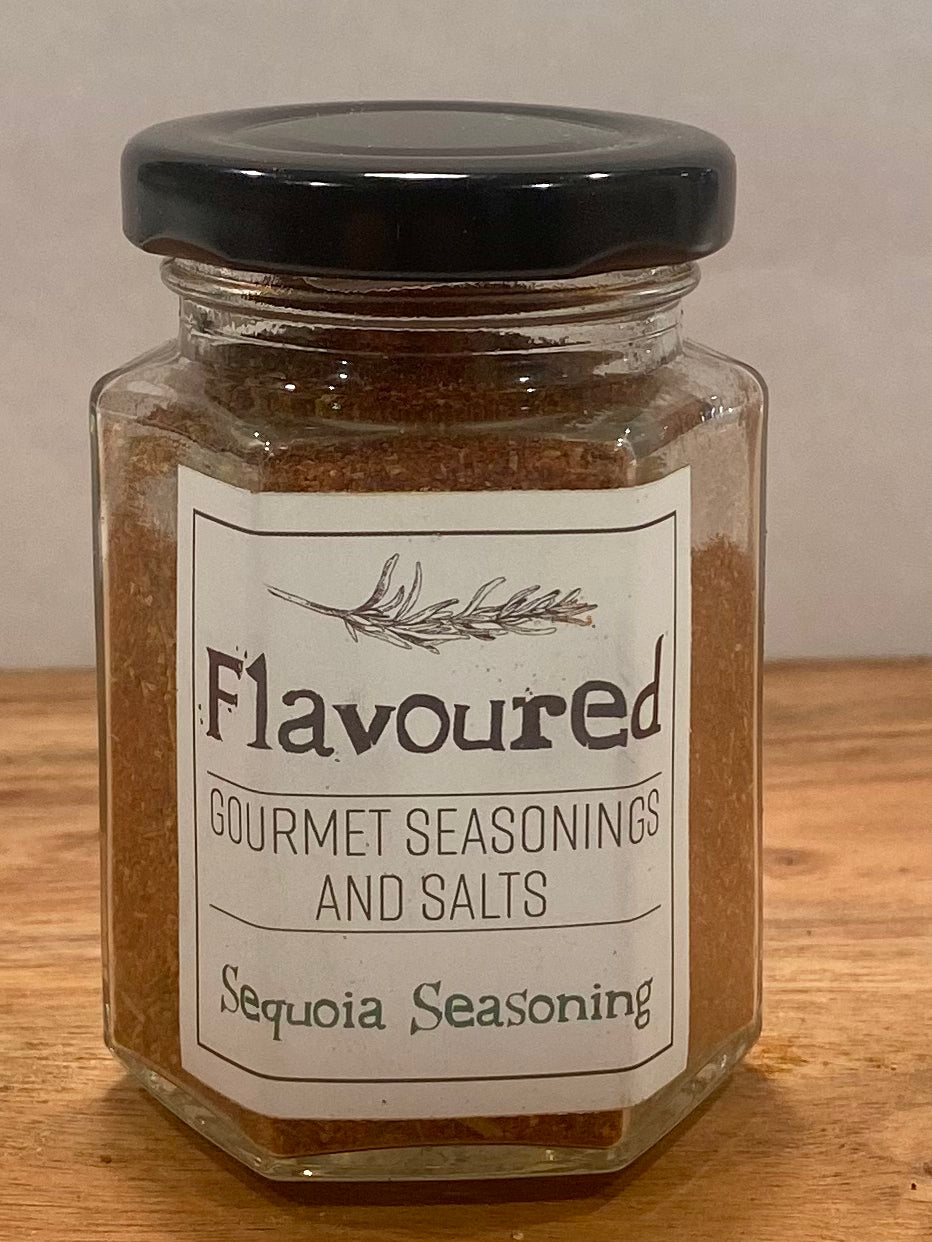 Flavoured
GOURMET SEASONINGS
AND SALTS
Sequoia Seasoning